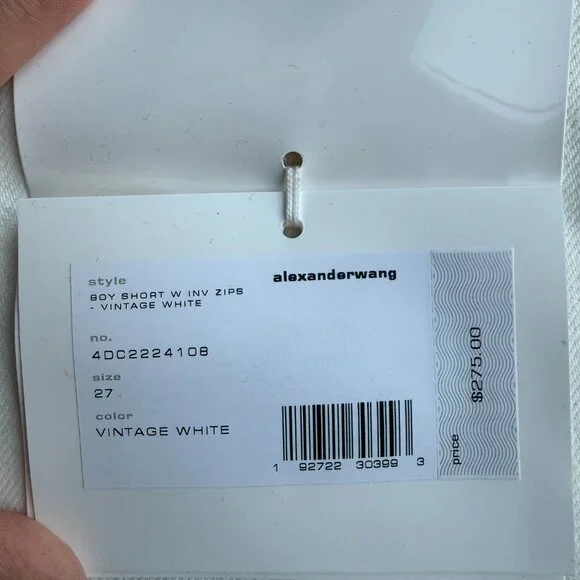 style
BOY SHORT W INV ZIPS
- VINTAGE WHITE
alexanderwang
no.
4DC2224108
size
27
color
VINTAGE WHITE
1 92722 30399 3
price $275.00